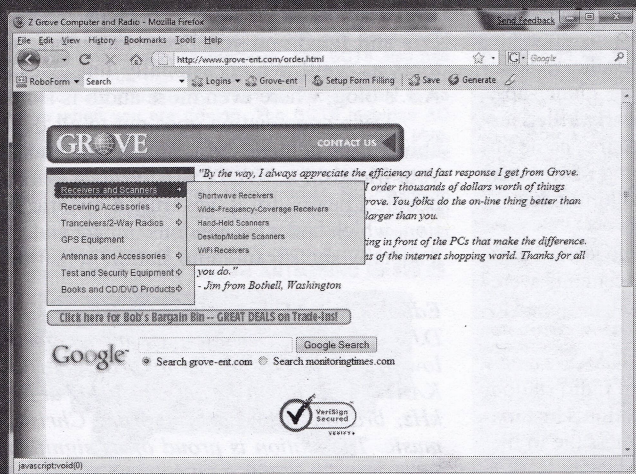 Z Grove Computer and Radio - Mozilla Firefox
Send Feedback
File Edit View History Bookmarks Tools Help
http://www.grove-ent.com/order.html
Google
RoboForm Search Logins Grove-ent Setup Form Filling Save Generate
GROVE
CONTACT US
Receivers and Scanners
Receiving Accessories
Tranceivers/2-Way Radios
GPS Equipment
Antennas and Accessories
Test and Security Equipment
Books and CD/DVD Products
Shortwave Receivers
Wide-Frequency-Coverage Receivers
Hand-Held Scanners
Desktop/Mobile Scanners
WiFi Receivers
"By the way, I always appreciate the efficiency and fast response I get from Grove.
I order thousands of dollars worth of things
rove. You folks do the on-line thing better than
larger than you.
ing in front of the PCs that make the difference.
ns of the internet shopping world. Thanks for all
you do."
- Jim from Bothell, Washington
Click here for Bob's Bargain Bin -- GREAT DEALS on Trade-Ins!
Google
Google Search
Search grove-ent.com Search monitoringtimes.com
VeriSign
Secured
VERIFY
javascript:void(0)